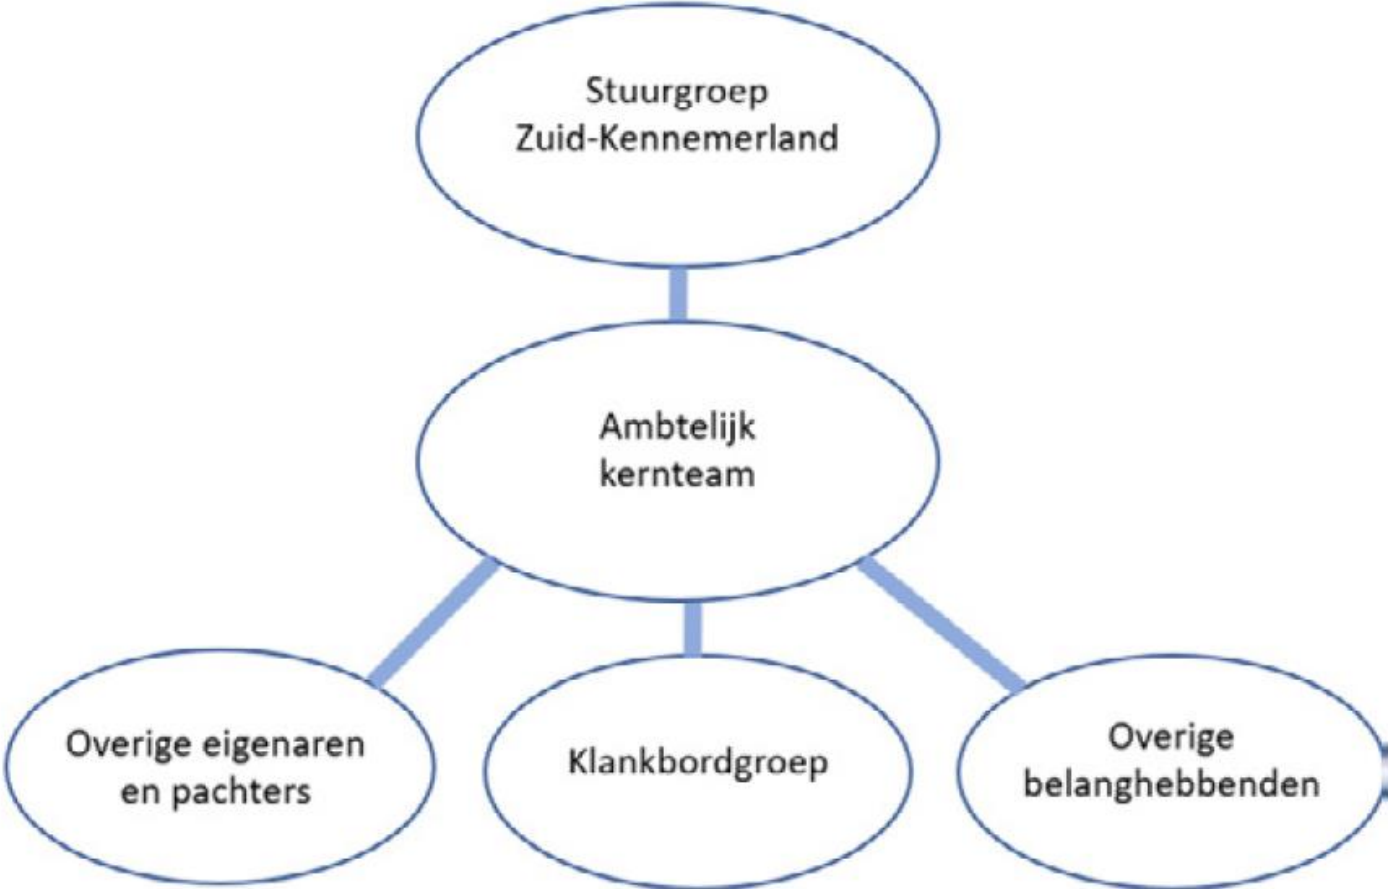 Stuurgroep
Zuid-Kennemerland
Ambtelijk
kernteam
Overige eigenaren
en pachters
Klankbordgroep
Overige
belanghebbenden